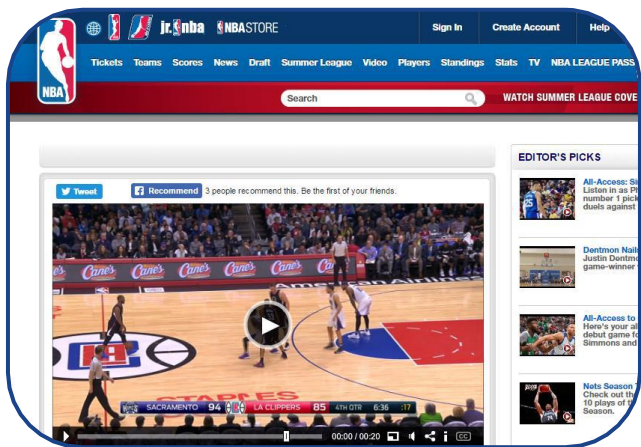 jr.nba NBASTORE Sign In Create Account Help
NBA
Tickets Teams Scores News Draft Summer League Video Players Standings Stats TV NBA LEAGUE PASS
Search WATCH SUMMER LEAGUE COVE
EDITOR'S PICKS
Tweet Recommend 3 people recommend this. Be the first of your friends.
All-Access: Si
Listen in as Ph
number 1 pick
duels against
Dentmon Nails
Justin Dentmo
game-winner
All-Access to
Here's your al
debut game fo
Simmons and
Nets Season
Check out the
10 plays of th
Season.
Cane's Cane's Cane's Cane's Cane's
STAPLES
SACRAMENTO 94 LA CLIPPERS 85 4TH QTR 6:36 :17
00:00 / 00:20 CC